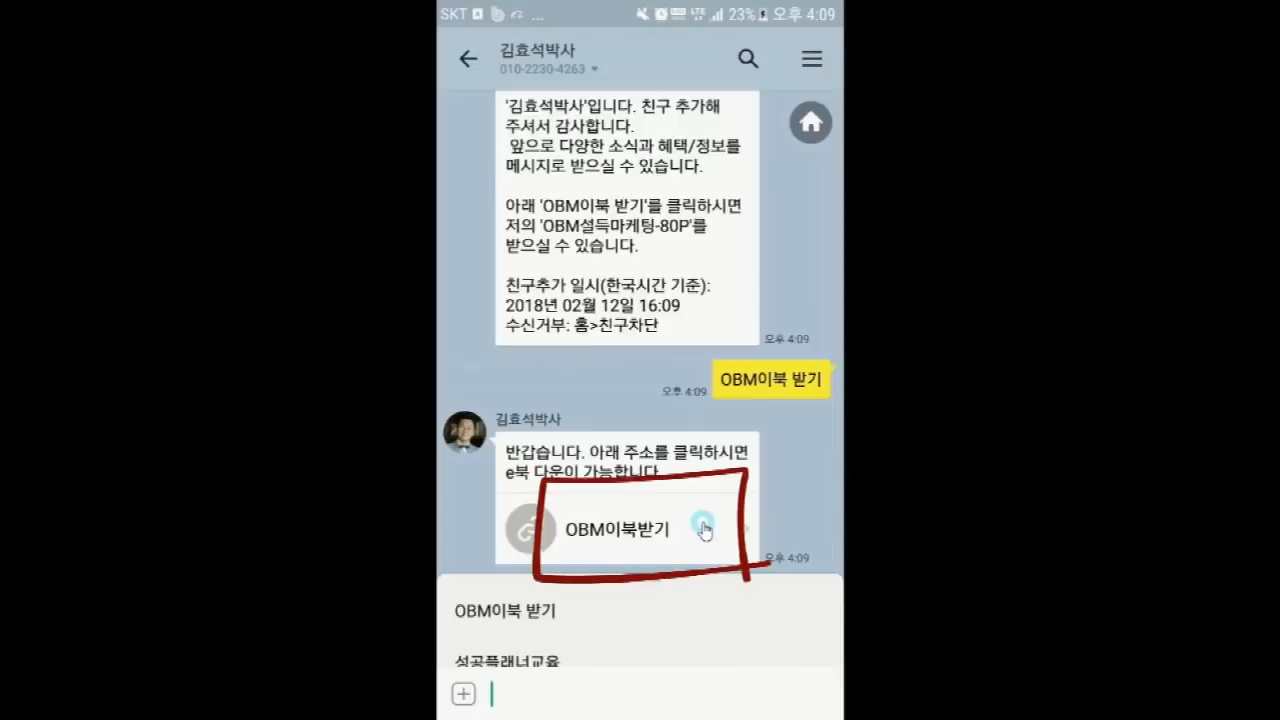 SKT ... LTE 23% 오후 4:09
김효석박사
010-2230-4263
'김효석박사'입니다. 친구 추가해
주셔서 감사합니다.
앞으로 다양한 소식과 혜택/정보를
메시지로 받으실 수 있습니다.
아래 'OBM이북 받기'를 클릭하시면
저의 'OBM설득마케팅-80P'를
받으실 수 있습니다.
친구추가 일시(한국시간 기준):
2018년 02월 12일 16:09
수신거부: 홈>친구차단
오후 4:09
OBM이북 받기
오후 4:09
김효석박사
반갑습니다. 아래 주소를 클릭하시면
e북 다운이 가능합니다.
OBM이북받기
오후 4:09
OBM이북 받기
성공플래너교육